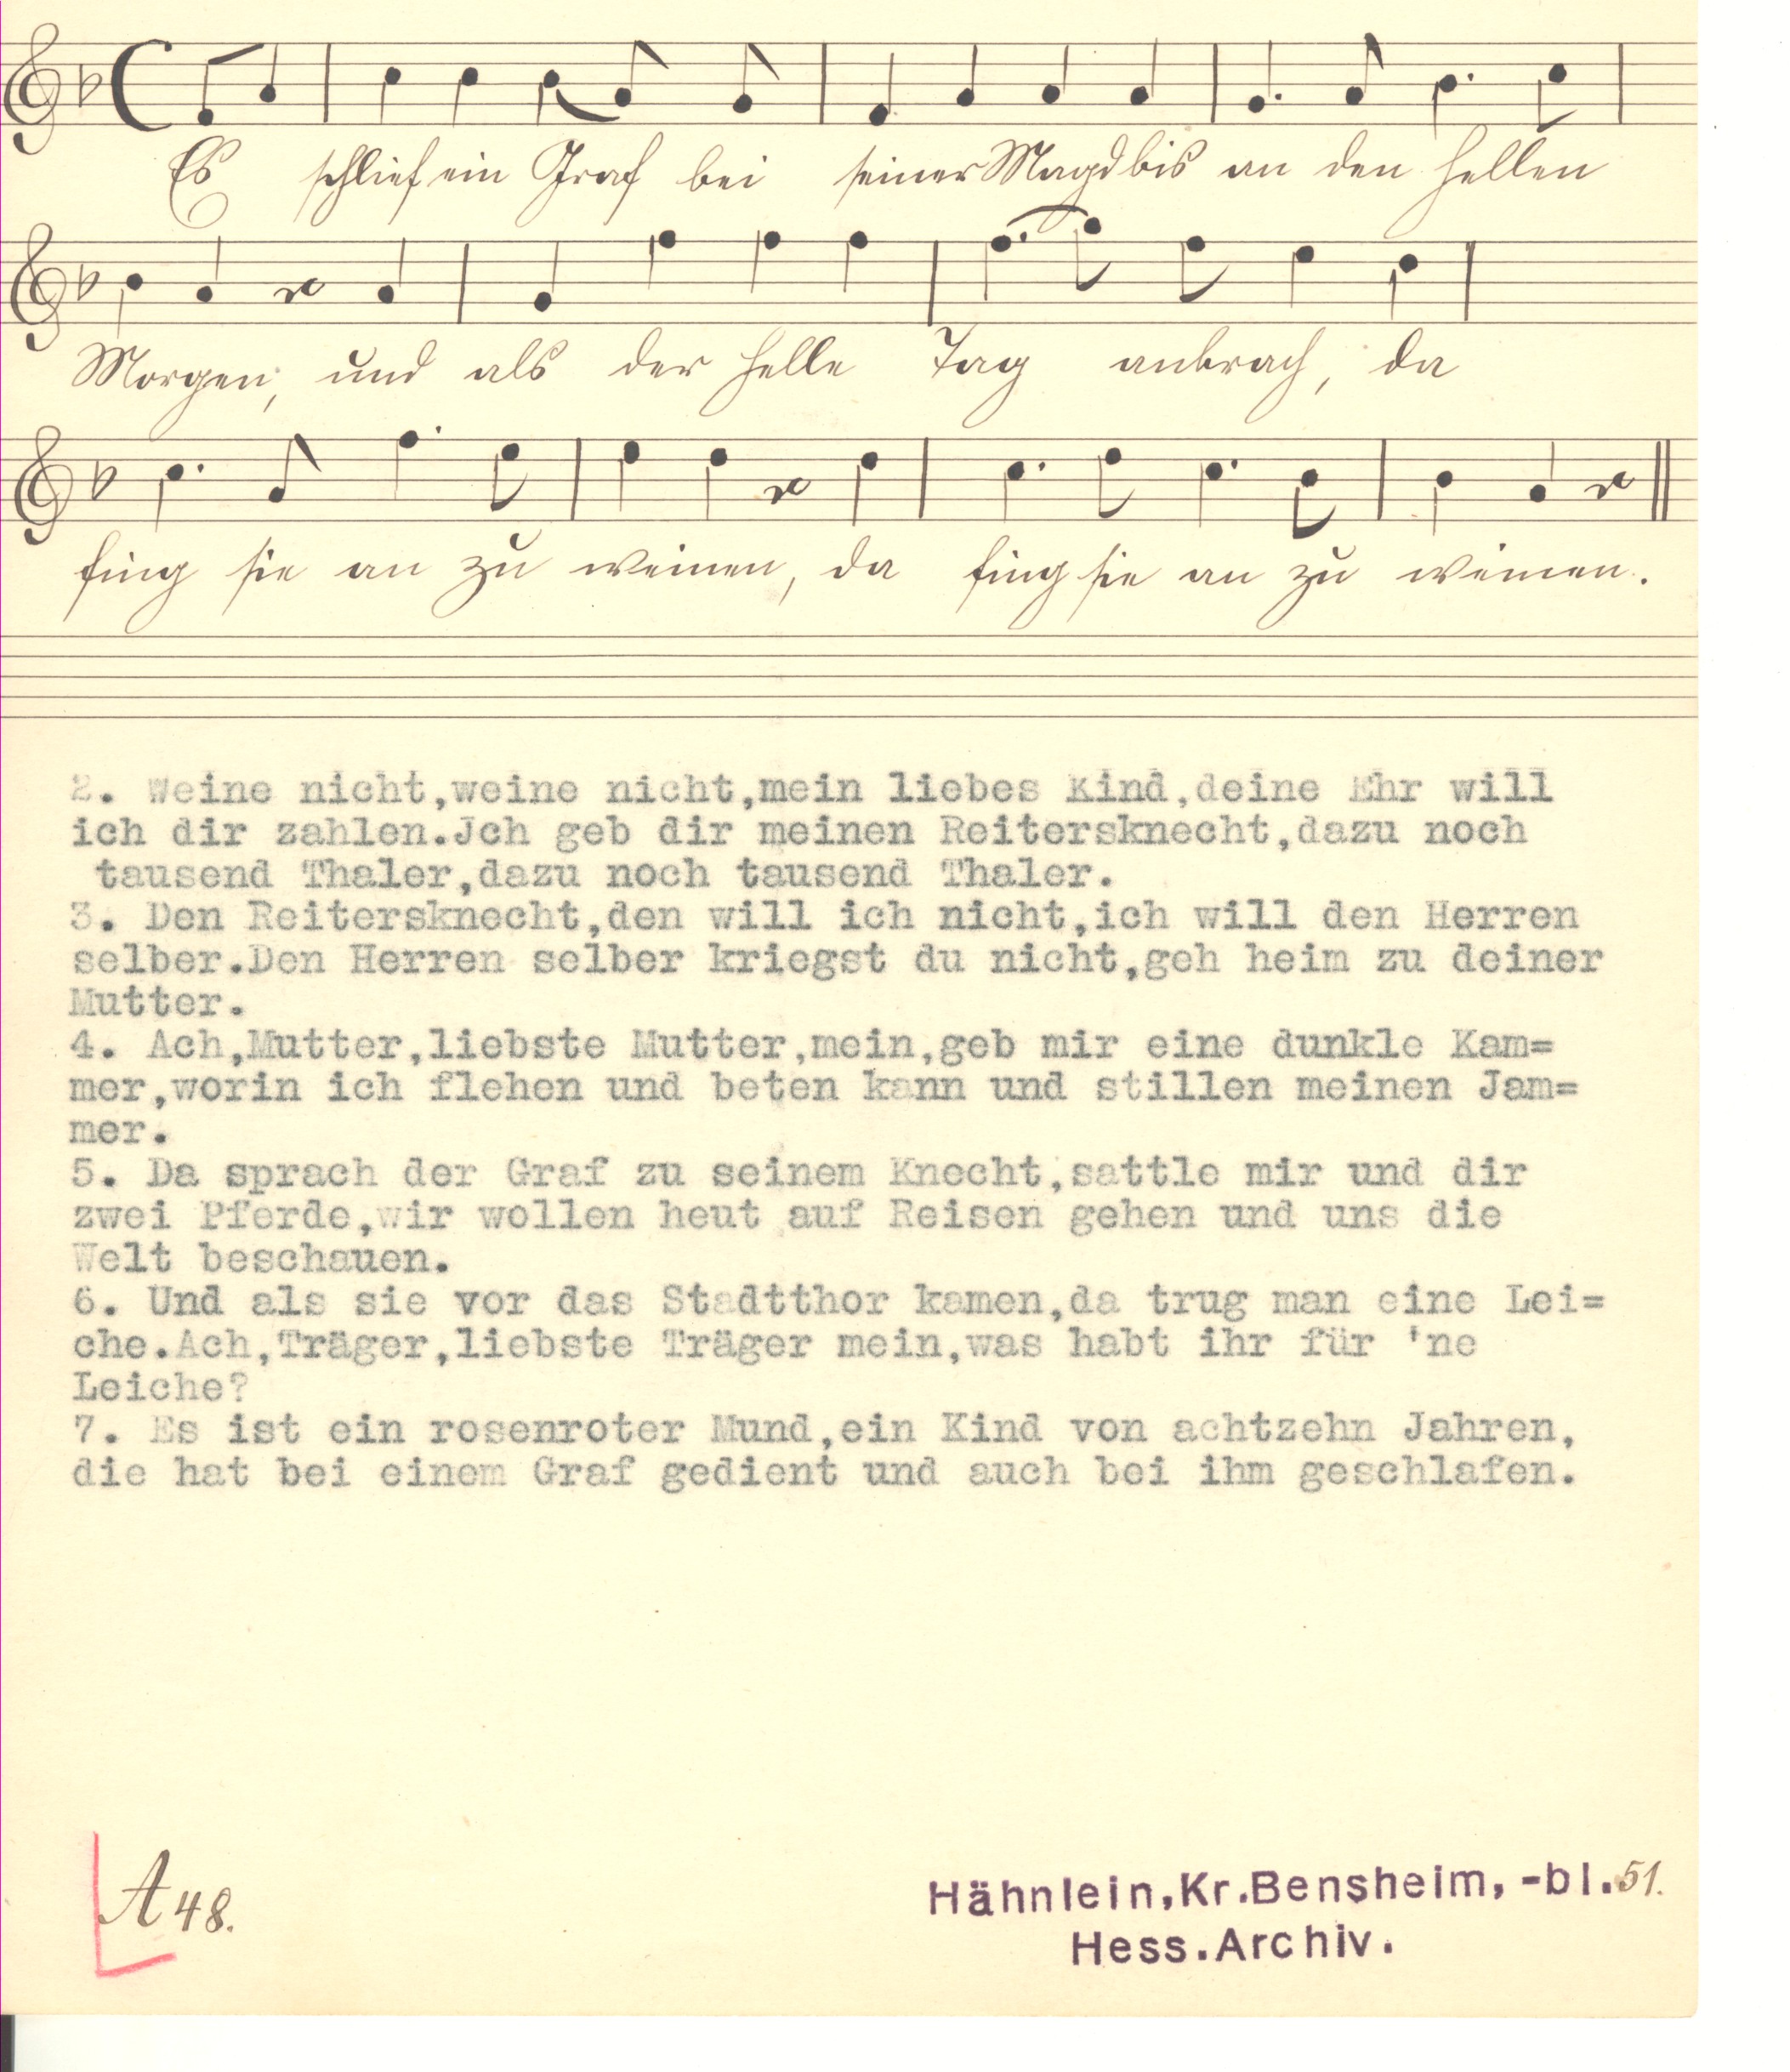 Es schlief ein Graf bei seiner Magd bis an den hellen
Morgen, und als der helle Tag anbrach, da
fing sie an zu weinen, da fing sie an zu weinen.
2. Weine nicht,weine nicht,mein liebes Kind,deine Ehr will
ich dir zahlen.Jch geb dir meinen Reitersknecht,dazu noch
tausend Thaler,dazu noch tausend Thaler.
3. Den Reitersknecht,den will ich nicht,ich will den Herren
selber.Den Herren selber kriegst du nicht,geh heim zu deiner
Mutter.
4. Ach,Mutter,liebste Mutter,mein,geb mir eine dunkle Kam=
mer,worin ich flehen und beten kann und stillen meinen Jam=
mer.
5. Da sprach der Graf zu seinem Knecht,sattle mir und dir
zwei Pferde,wir wollen heut auf Reisen gehen und uns die
Welt beschauen.
6. Und als sie vor das Stadtthor kamen,da trug man eine Lei=
che.Ach,Träger,liebste Träger mein,was habt ihr für 'ne
Leiche?
7. Es ist ein rosenroter Mund,ein Kind von achtzehn Jahren,
die hat bei einem Graf gedient und auch bei ihm geschlafen.
A 48.
Hähnlein,Kr.Bensheim,-bl.51.
Hess.Archiv.